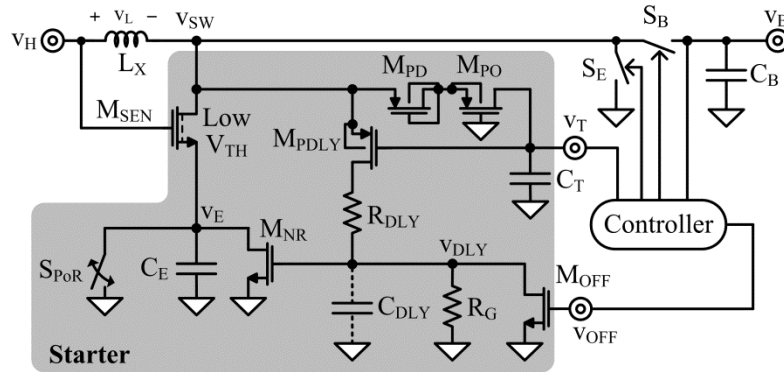 + vL −
vSW
SB
vB
vH
LX
SE
CB
MPD
MPO
MSEN
Low
VTH
MPDLY
vT
CT
vE
MNR
RDLY
Controller
SPoR
CE
vDLY
MOFF
CDLY
RG
vOFF
Starter